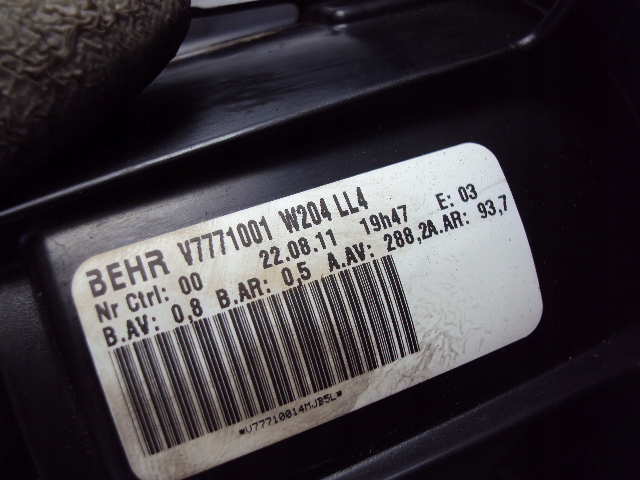 BEHR V7771001 W204 LL4
Nr Ctrl: 00 22.08.11 19h47 E: 03
B.AV: 0,8 B.AR: 0,5 A.AV: 288,2A.AR: 93,7
*V77710014MJB5L*